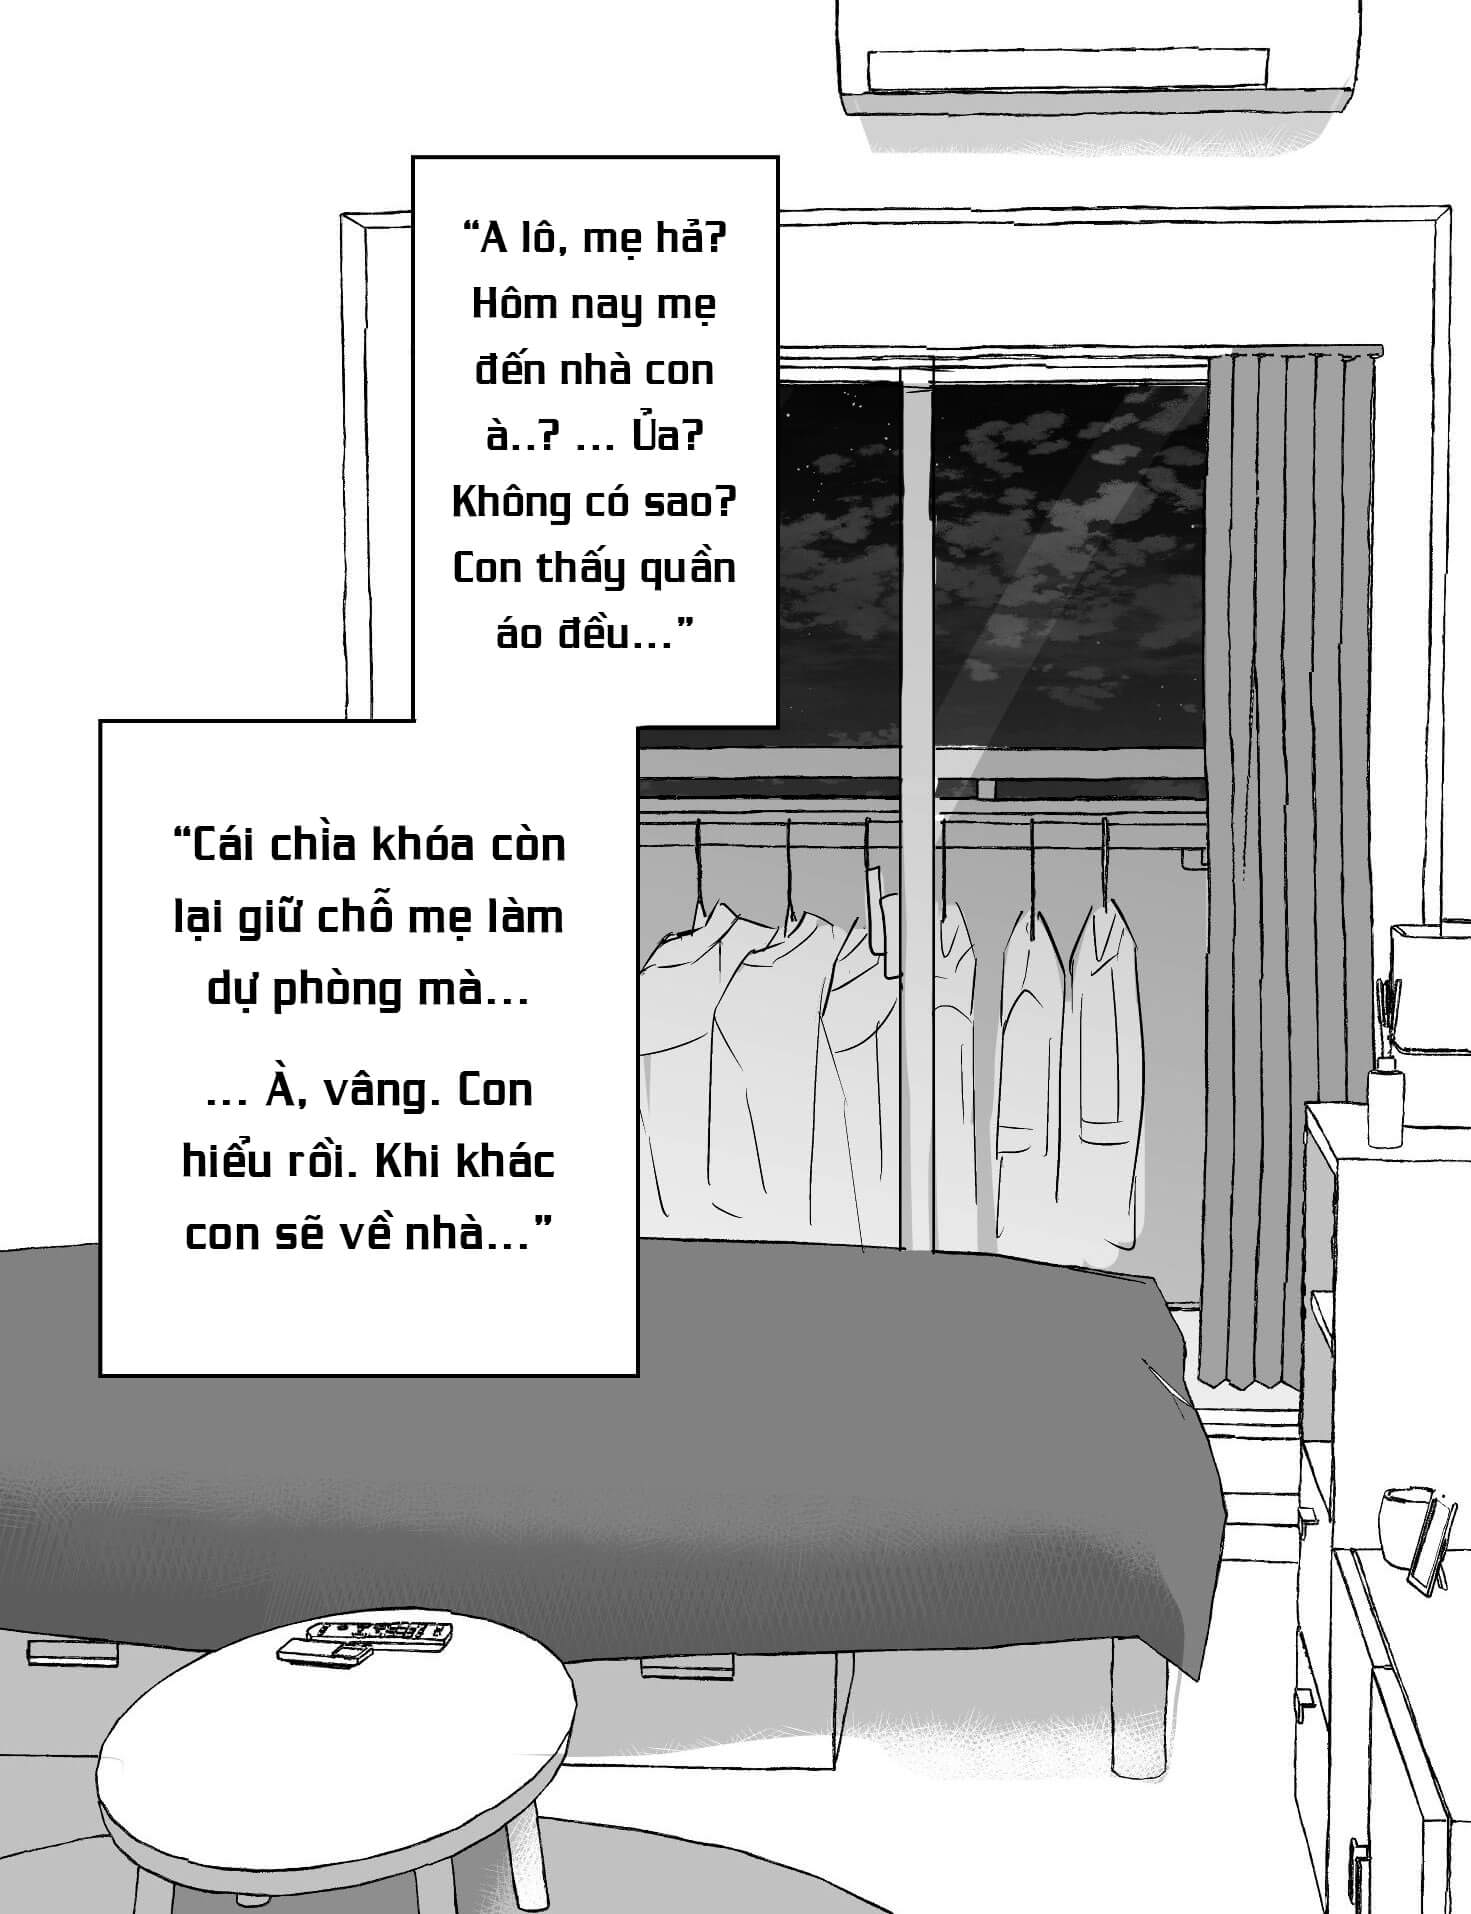 “A lô, mẹ hả?
Hôm nay mẹ
đến nhà con
à..? ... Ủa?
Không có sao?
Con thấy quần
áo đều...”
“Cái chìa khóa còn
lại giữ chỗ mẹ làm
dự phòng mà...
... À, vâng. Con
hiểu rồi. Khi khác
con sẽ về nhà...”